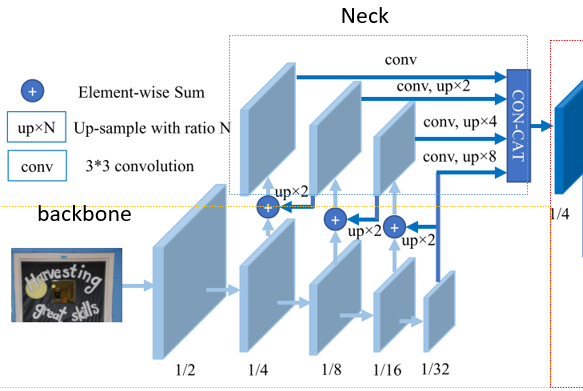 Neck
conv
Element-wise Sum
conv, up×2
up×N Up-sample with ratio N
conv, up×4
CON-CAT
conv 3*3 convolution
conv, up×8
up×2
backbone
1/4
up×2
up×2
Harvesting
great skills
1/2
1/4
1/8
1/16
1/32